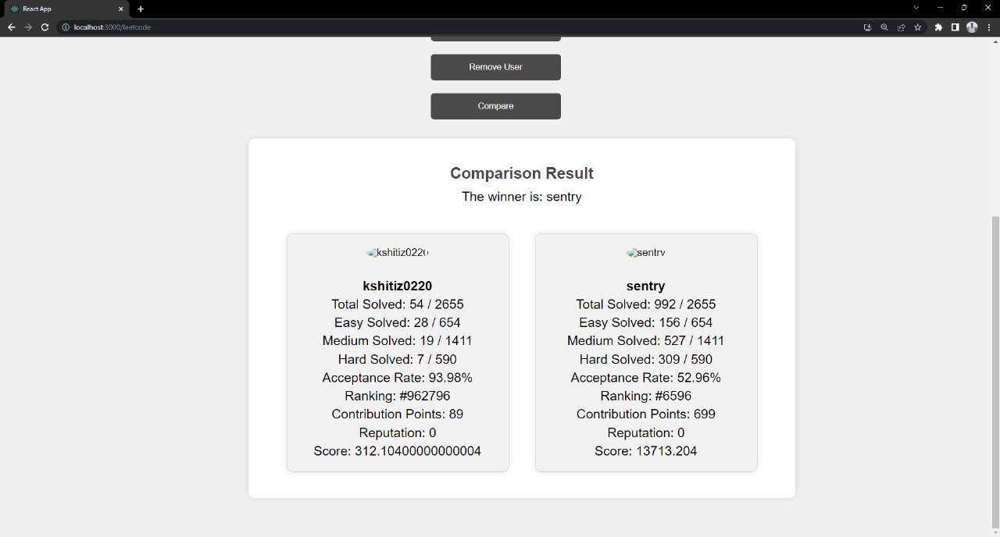 React App
localhost:3000/leetcode
Remove User
Compare
Comparison Result
The winner is: sentry
kshitiz0220
kshitiz0220
Total Solved: 54 / 2655
Easy Solved: 28 / 654
Medium Solved: 19 / 1411
Hard Solved: 7 / 590
Acceptance Rate: 93.98%
Ranking: #962796
Contribution Points: 89
Reputation: 0
Score: 312.10400000000004
sentry
sentry
Total Solved: 992 / 2655
Easy Solved: 156 / 654
Medium Solved: 527 / 1411
Hard Solved: 309 / 590
Acceptance Rate: 52.96%
Ranking: #6596
Contribution Points: 699
Reputation: 0
Score: 13713.204